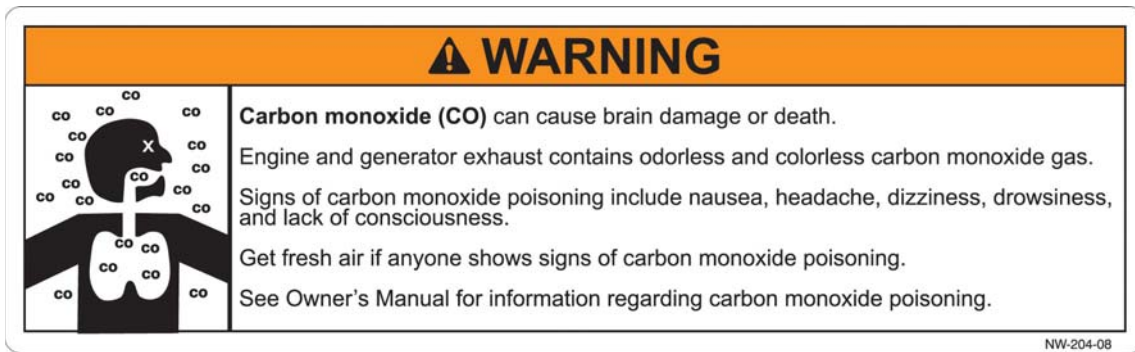 WARNING
co
co co co
co co
co co
co co
co co
co co
co co
co co
co co
co co
Carbon monoxide (CO) can cause brain damage or death.
Engine and generator exhaust contains odorless and colorless carbon monoxide gas.
Signs of carbon monoxide poisoning include nausea, headache, dizziness, drowsiness,
and lack of consciousness.
Get fresh air if anyone shows signs of carbon monoxide poisoning.
See Owner's Manual for information regarding carbon monoxide poisoning.
NW-204-08